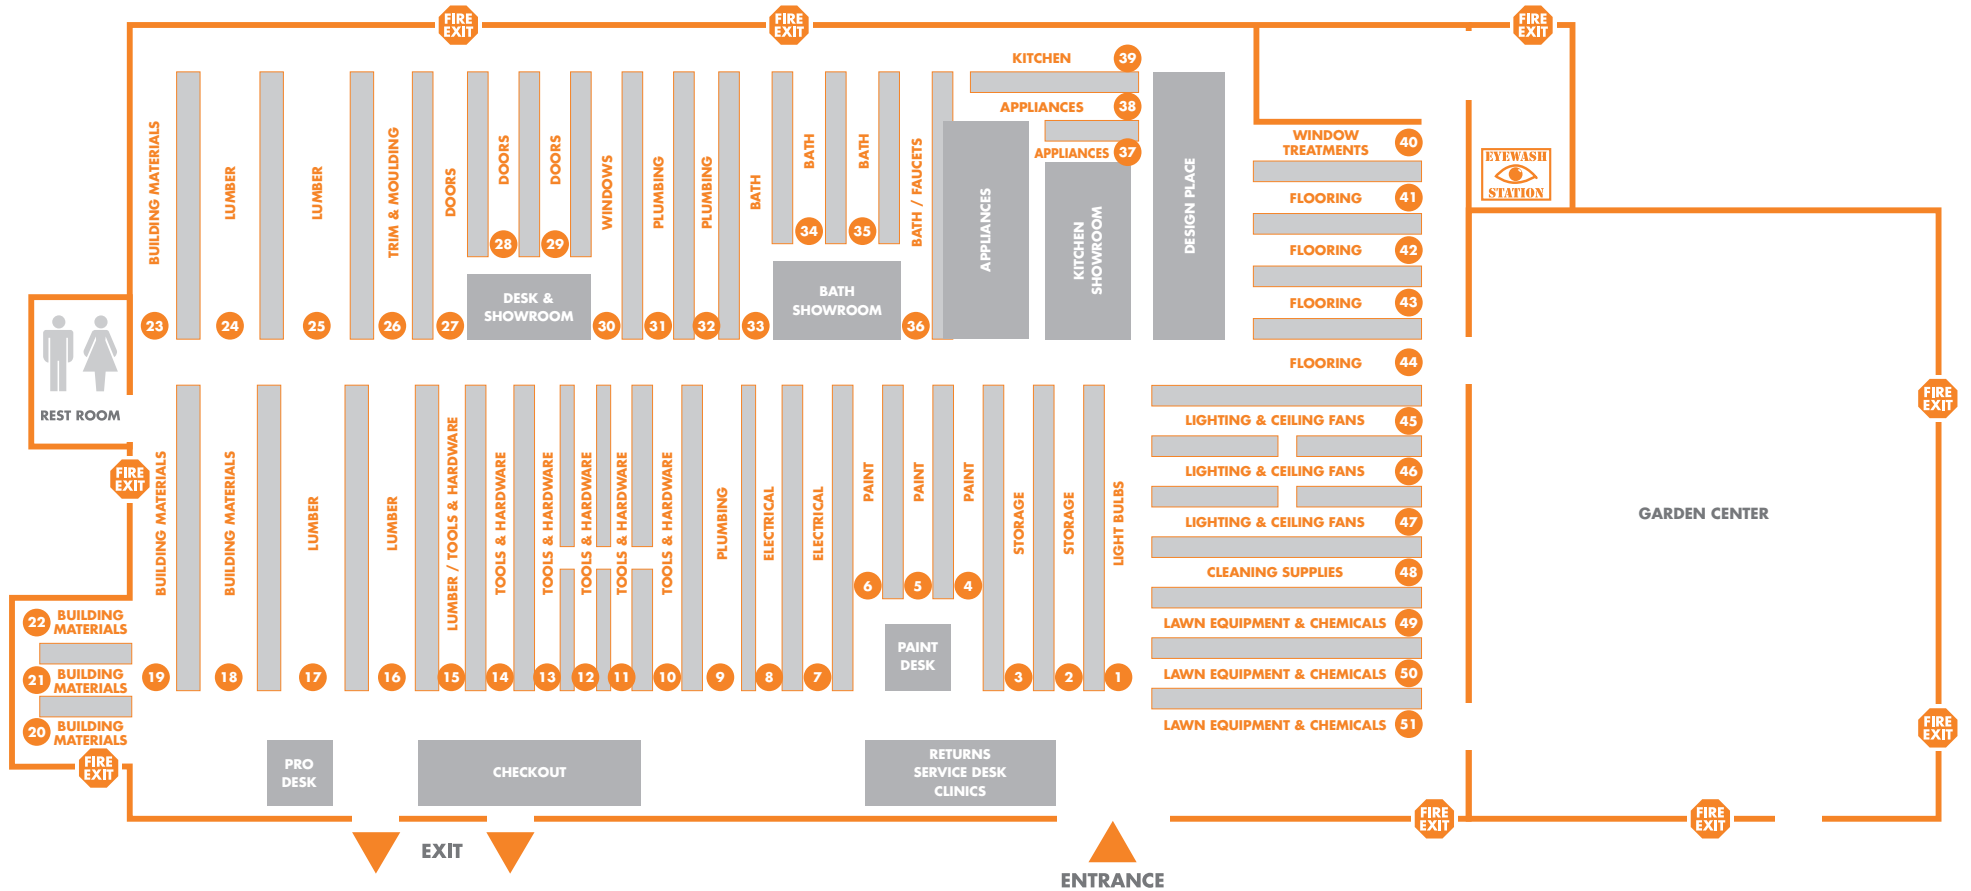 FIRE
EXIT
FIRE
EXIT
FIRE
EXIT
KITCHEN 39
APPLIANCES 38
APPLIANCES 37
BUILDING MATERIALS
23
LUMBER
24
LUMBER
25
TRIM & MOULDING
26
DOORS
27
DOORS
28
DOORS
29
DESK &
SHOWROOM
WINDOWS
30
PLUMBING
31
PLUMBING
32
BATH
33
BATH
34
BATH
35
BATH
SHOWROOM
BATH / FAUCETS
36
APPLIANCES
KITCHEN
SHOWROOM
DESIGN PLACE
WINDOW
TREATMENTS
40
FLOORING 41
FLOORING 42
FLOORING 43
FLOORING 44
EYEWASH
STATION
REST ROOM
FIRE
EXIT
BUILDING MATERIALS
19
BUILDING MATERIALS
18
LUMBER
17
LUMBER
16
LUMBER / TOOLS & HARDWARE
15
TOOLS & HARDWARE
14
TOOLS & HARDWARE
13
TOOLS & HARDWARE
12
TOOLS & HARDWARE
11
TOOLS & HARDWARE
10
PLUMBING
9
ELECTRICAL
8
ELECTRICAL
7
PAINT
6
PAINT
5
PAINT
4
PAINT
DESK
STORAGE
3
STORAGE
2
LIGHT BULBS
1
LIGHTING & CEILING FANS 45
LIGHTING & CEILING FANS 46
LIGHTING & CEILING FANS 47
CLEANING SUPPLIES 48
LAWN EQUIPMENT & CHEMICALS 49
LAWN EQUIPMENT & CHEMICALS 50
LAWN EQUIPMENT & CHEMICALS 51
GARDEN CENTER
FIRE
EXIT
FIRE
EXIT
22 BUILDING
MATERIALS
21 BUILDING
MATERIALS
20 BUILDING
MATERIALS
FIRE
EXIT
PRO
DESK
CHECKOUT
RETURNS
SERVICE DESK
CLINICS
FIRE
EXIT
FIRE
EXIT
EXIT
ENTRANCE